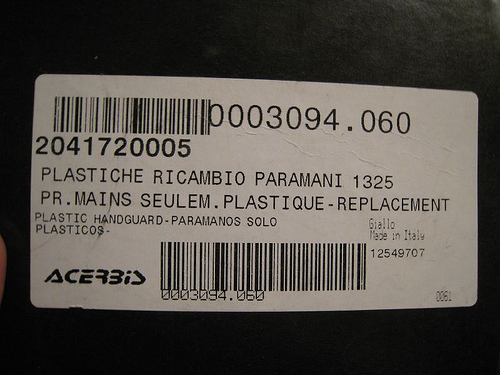 0003094.060
2041720005
PLASTICHE RICAMBIO PARAMANI 1325
PR.MAINS SEULEM.PLASTIQUE-REPLACEMENT
PLASTIC HANDGUARD-PARAMANOS SOLO
PLASTICOS-
Giallo
Made in Italy
12549707
ACERBIS
0003094.060
0061